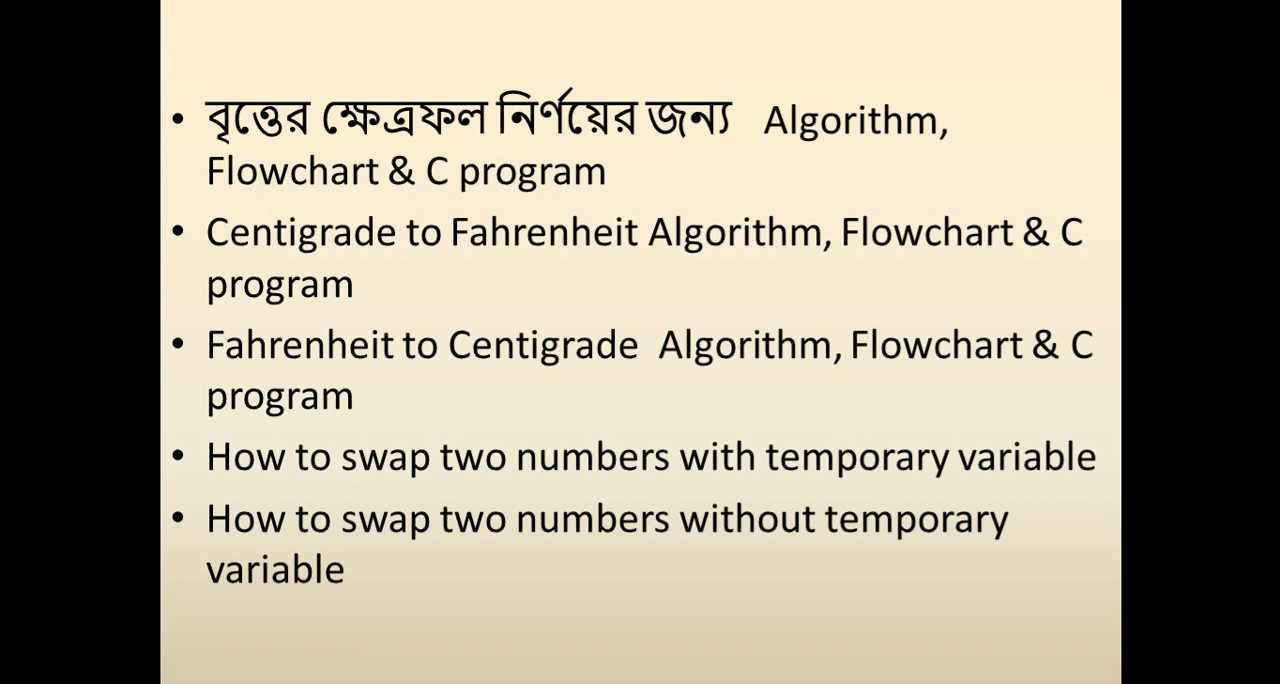 • বৃত্তের ক্ষেত্রফল নির্ণয়ের জন্য Algorithm,
Flowchart & C program
• Centigrade to Fahrenheit Algorithm, Flowchart & C
program
• Fahrenheit to Centigrade Algorithm, Flowchart & C
program
• How to swap two numbers with temporary variable
• How to swap two numbers without temporary
variable